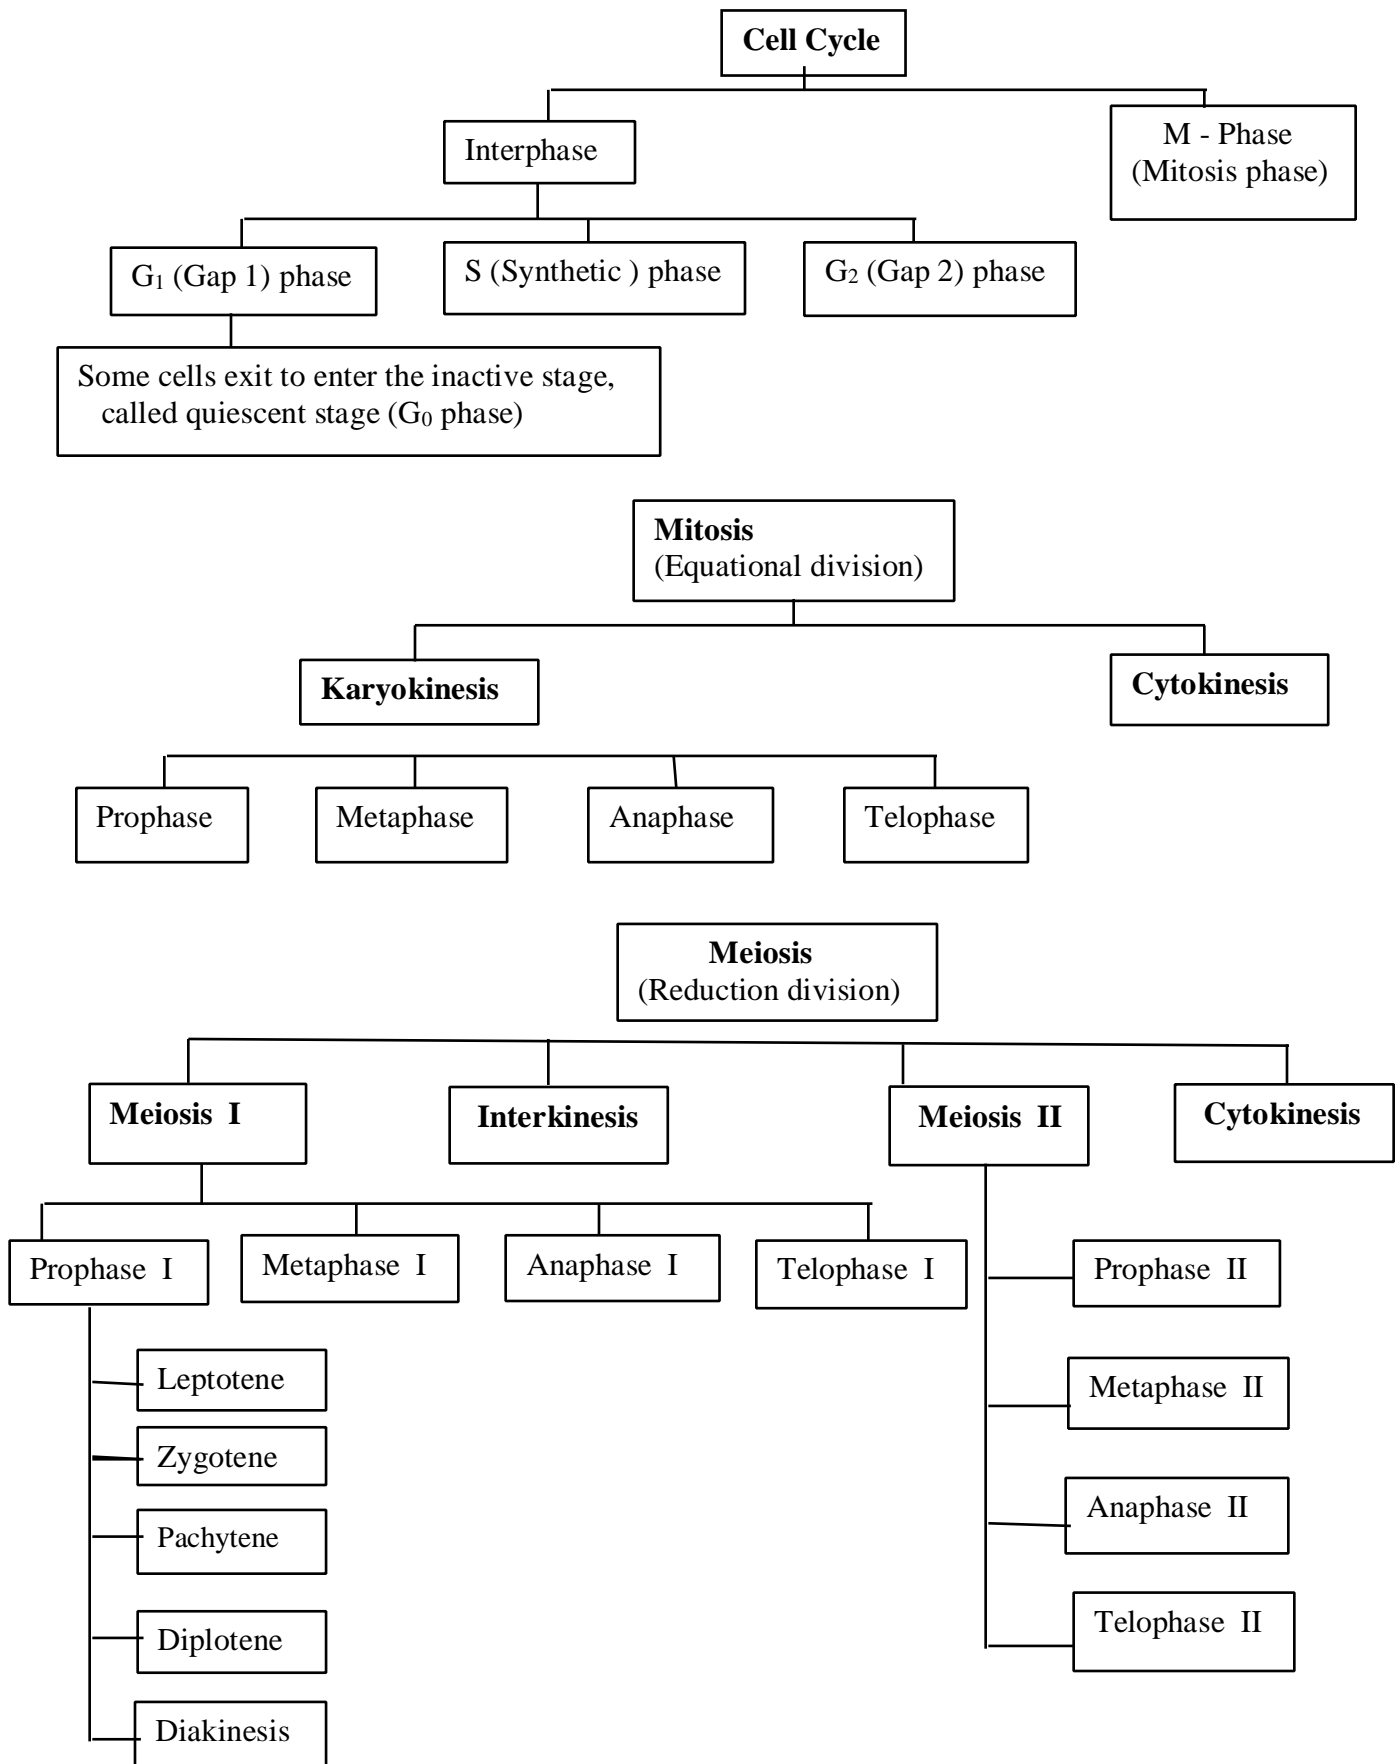 Cell Cycle
Interphase
M - Phase
(Mitosis phase)
G₁ (Gap 1) phase
S (Synthetic ) phase
G₂ (Gap 2) phase
Some cells exit to enter the inactive stage,
called quiescent stage (G₀ phase)
Mitosis
(Equational division)
Karyokinesis
Cytokinesis
Prophase
Metaphase
Anaphase
Telophase
Meiosis
(Reduction division)
Meiosis I
Interkinesis
Meiosis II
Cytokinesis
Prophase I
Metaphase I
Anaphase I
Telophase I
Leptotene
Zygotene
Pachytene
Diplotene
Diakinesis
Prophase II
Metaphase II
Anaphase II
Telophase II